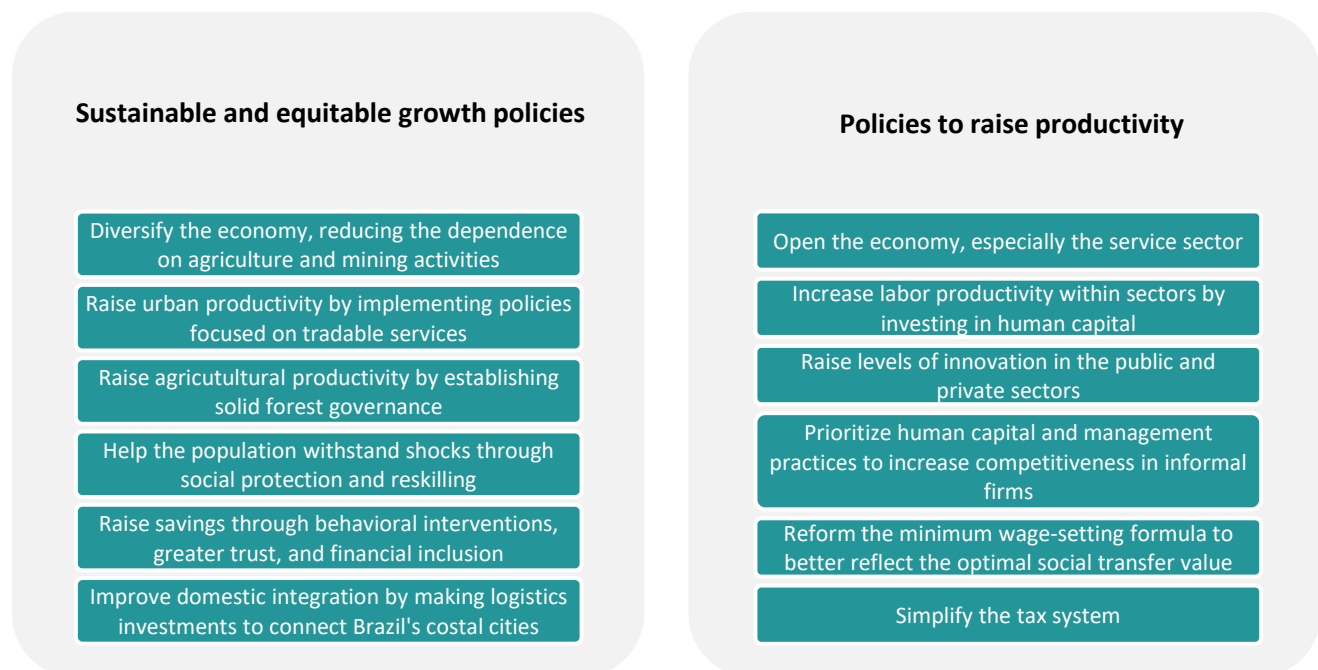 Sustainable and equitable growth policies
Diversify the economy, reducing the dependence
on agriculture and mining activities
Raise urban productivity by implementing policies
focused on tradable services
Raise agricutultural productivity by establishing
solid forest governance
Help the population withstand shocks through
social protection and reskilling
Raise savings through behavioral interventions,
greater trust, and financial inclusion
Improve domestic integration by making logistics
investments to connect Brazil's costal cities
Policies to raise productivity
Open the economy, especially the service sector
Increase labor productivity within sectors by
investing in human capital
Raise levels of innovation in the public and
private sectors
Prioritize human capital and management
practices to increase competitiveness in informal
firms
Reform the minimum wage-setting formula to
better reflect the optimal social transfer value
Simplify the tax system